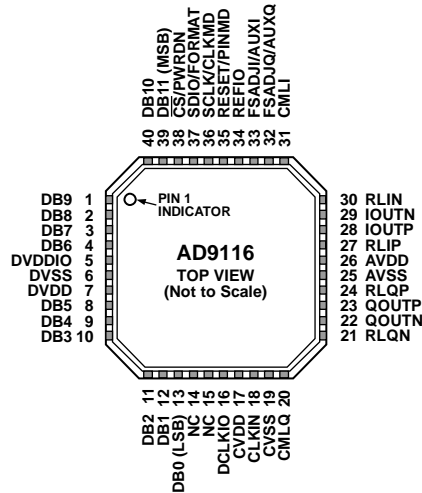 40 DB10
39 DB11 (MSB)
38 CS/PWRDN
37 SDIO/FORMAT
36 SCLK/CLKMD
35 RESET/PINMD
34 REFIO
33 FSADJI/AUXI
32 FSADJQ/AUXQ
31 CMLI
DB9 1
DB8 2
DB7 3
DB6 4
DVDDIO 5
DVSS 6
DVDD 7
DB5 8
DB4 9
DB3 10
PIN 1
INDICATOR
AD9116
TOP VIEW
(Not to Scale)
30 RLIN
29 IOUTN
28 IOUTP
27 RLIP
26 AVDD
25 AVSS
24 RLQP
23 QOUTP
22 QOUTN
21 RLQN
DB2 11
DB1 12
DB0 (LSB) 13
NC 14
NC 15
DCLKIO 16
CVDD 17
CLKIN 18
CVSS 19
CMLQ 20